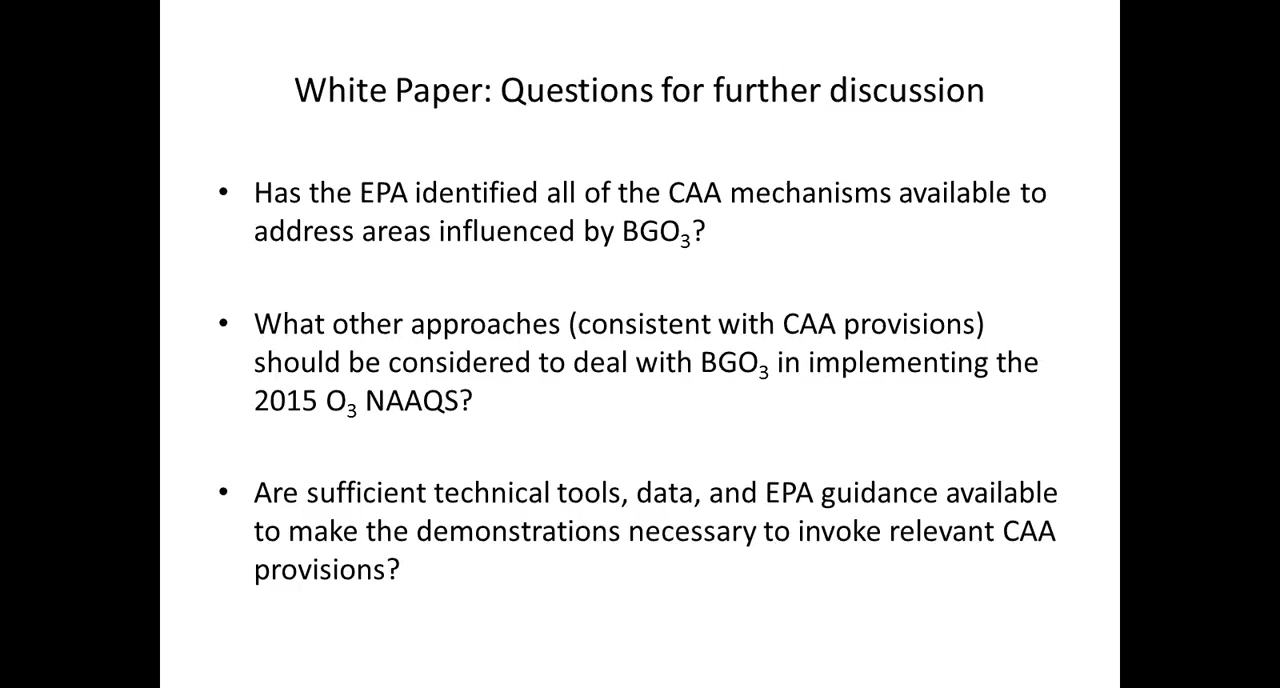 White Paper: Questions for further discussion
• Has the EPA identified all of the CAA mechanisms available to
address areas influenced by BGO₃?
• What other approaches (consistent with CAA provisions)
should be considered to deal with BGO₃ in implementing the
2015 O₃ NAAQS?
• Are sufficient technical tools, data, and EPA guidance available
to make the demonstrations necessary to invoke relevant CAA
provisions?